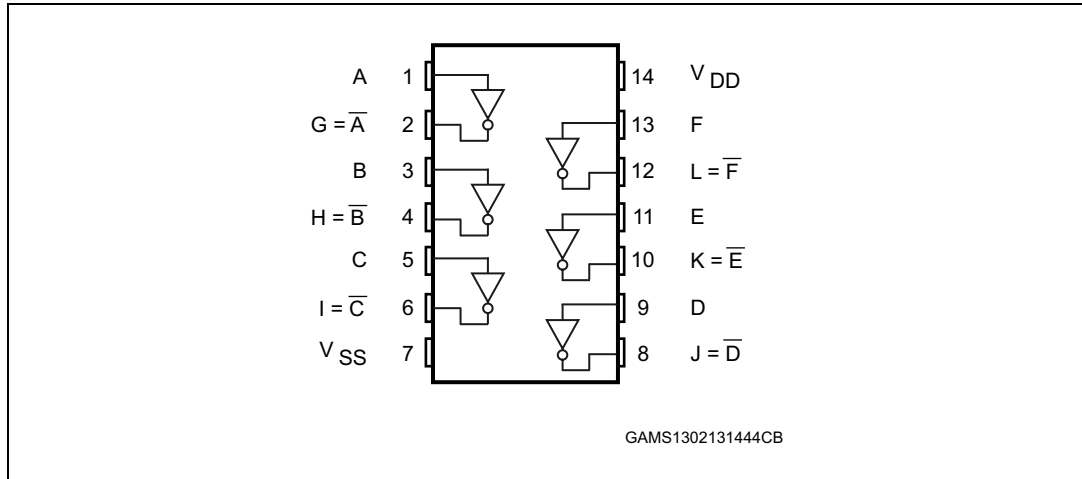 A 1 14 V DD
G = A̅ 2 13 F
B 3 12 L = F̅
H = B̅ 4 11 E
C 5 10 K = E̅
I = C̅ 6 9 D
V SS 7 8 J = D̅
GAMS1302131444CB